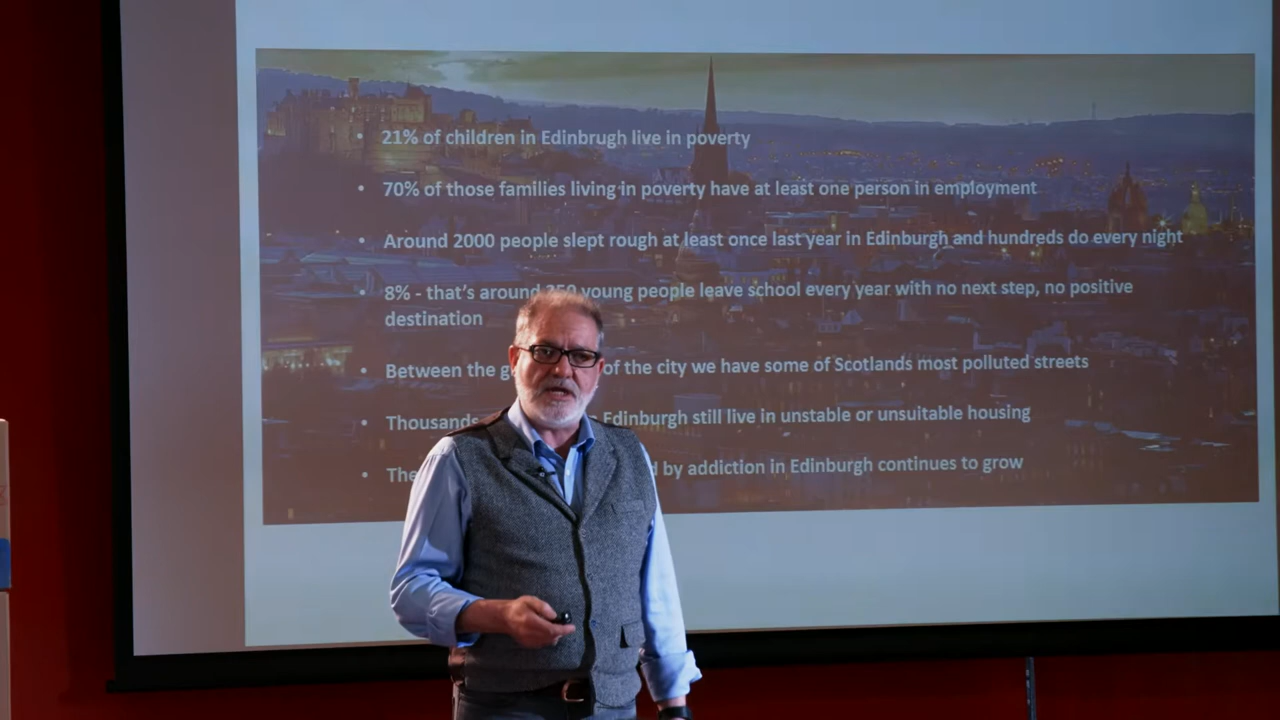 • 21% of children in Edinbrugh live in poverty
• 70% of those families living in poverty have at least one person in employment
• Around 2000 people slept rough at least once last year in Edinburgh and hundreds do every night
• 8% - that's around 350 young people leave school every year with no next step, no positive
destination
• Between the of the city we have some of Scotlands most polluted streets
• Thousands Edinburgh still live in unstable or unsuitable housing
• by addiction in Edinburgh continues to grow